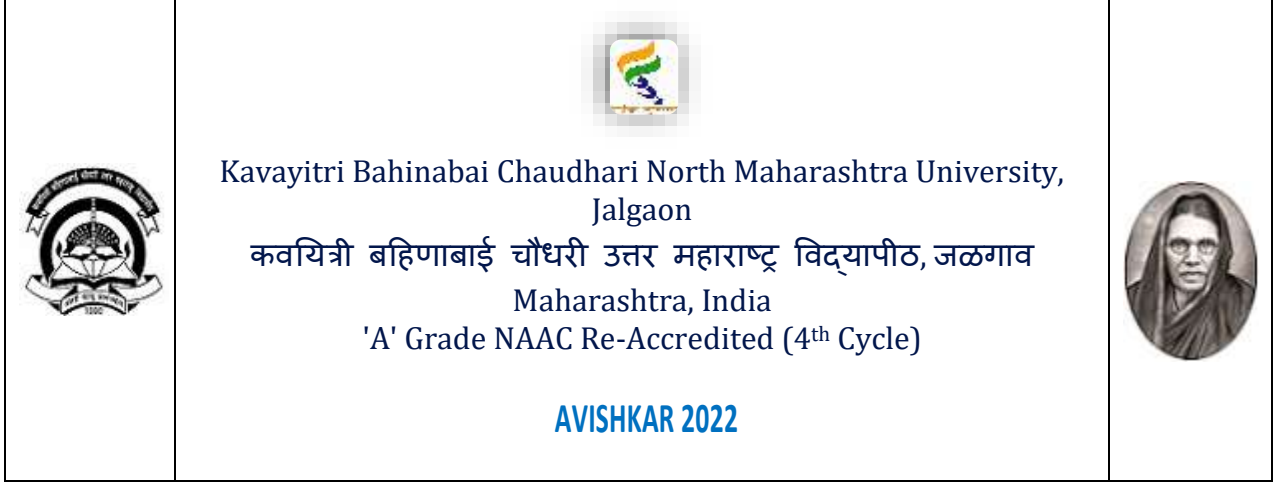 Kavayitri Bahinabai Chaudhari North Maharashtra University,
Jalgaon
कवयित्री बहिणाबाई चौधरी उत्तर महाराष्ट्र विद्‌यापीठ, जळगाव
Maharashtra, India
'A' Grade NAAC Re-Accredited (4th Cycle)
AVISHKAR 2022